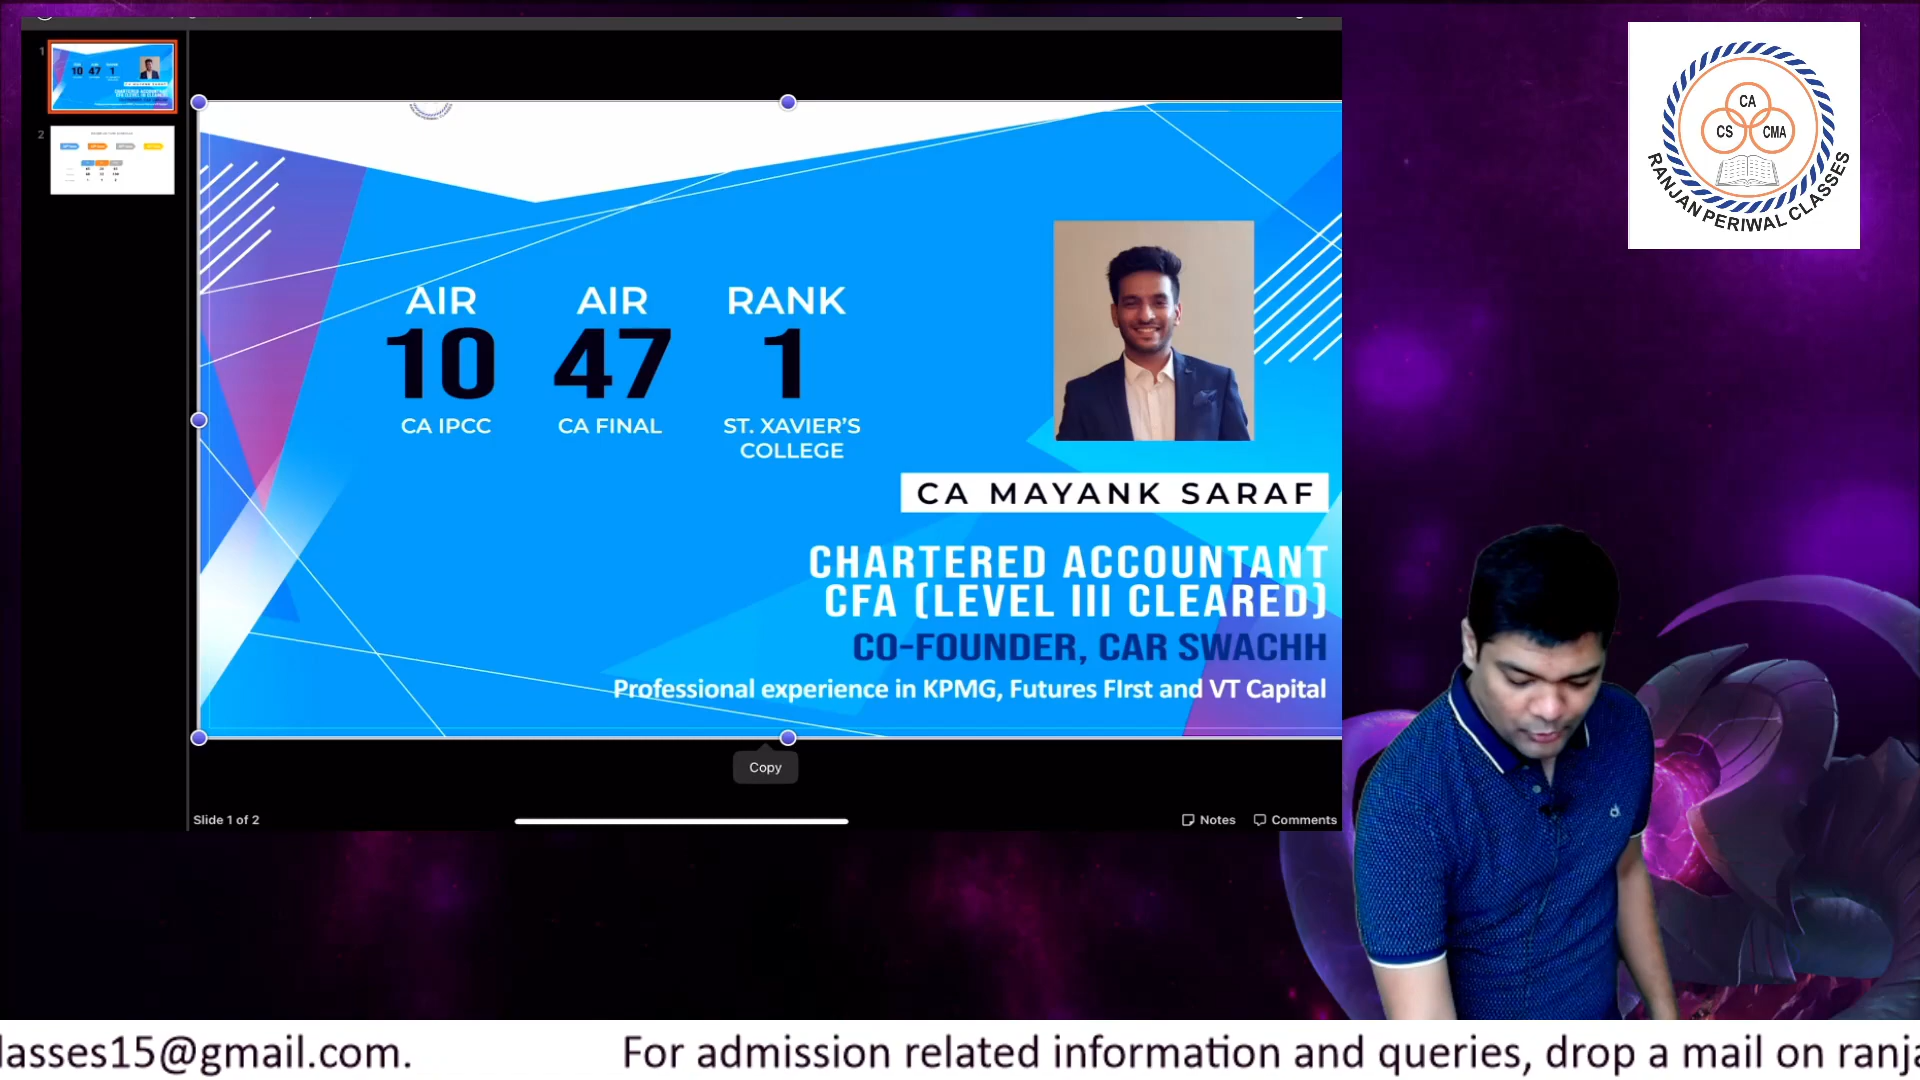 1
2
AIR
10
CA IPCC
AIR
47
CA FINAL
RANK
1
ST. XAVIER'S
COLLEGE
CA MAYANK SARAF
CHARTERED ACCOUNTANT
CFA (LEVEL III CLEARED)
CO-FOUNDER, CAR SWACHH
Professional experience in KPMG, Futures FIrst and VT Capital
Copy
Slide 1 of 2
Notes
Comments
CA
CS
CMA
RANJAN PERIWAL CLASSES
lasses15@gmail.com. For admission related information and queries, drop a mail on ranja